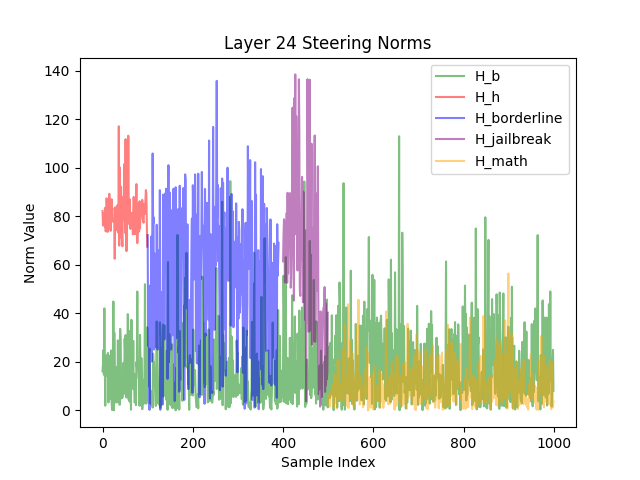 Layer 24 Steering Norms
H_b
H_h
H_borderline
H_jailbreak
H_math
Norm Value
140
120
100
80
60
40
20
0
0 200 400 600 800 1000
Sample Index